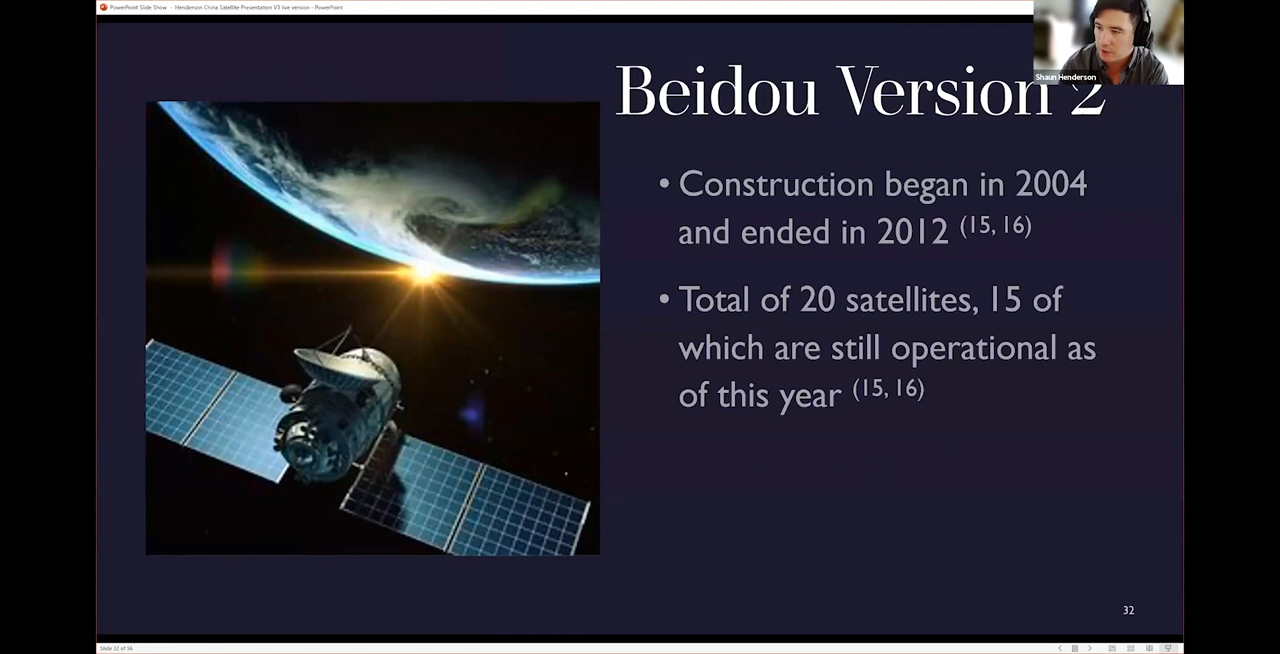 PowerPoint Slide Show - Henderson China Satellite Presentation V3 live version - PowerPoint
Shaun Henderson
Beidou Version 2
• Construction began in 2004
and ended in 2012 (15, 16)
• Total of 20 satellites, 15 of
which are still operational as
of this year (15, 16)
32
Slide 32 of 56